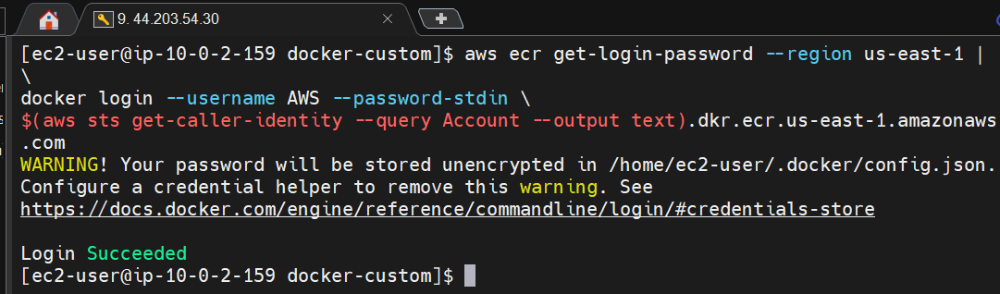 9. 44.203.54.30
[ec2-user@ip-10-0-2-159 docker-custom]$ aws ecr get-login-password --region us-east-1 |
\
docker login --username AWS --password-stdin \
$(aws sts get-caller-identity --query Account --output text).dkr.ecr.us-east-1.amazonaws
.com
WARNING! Your password will be stored unencrypted in /home/ec2-user/.docker/config.json.
Configure a credential helper to remove this warning. See
https://docs.docker.com/engine/reference/commandline/login/#credentials-store
Login Succeeded
[ec2-user@ip-10-0-2-159 docker-custom]$